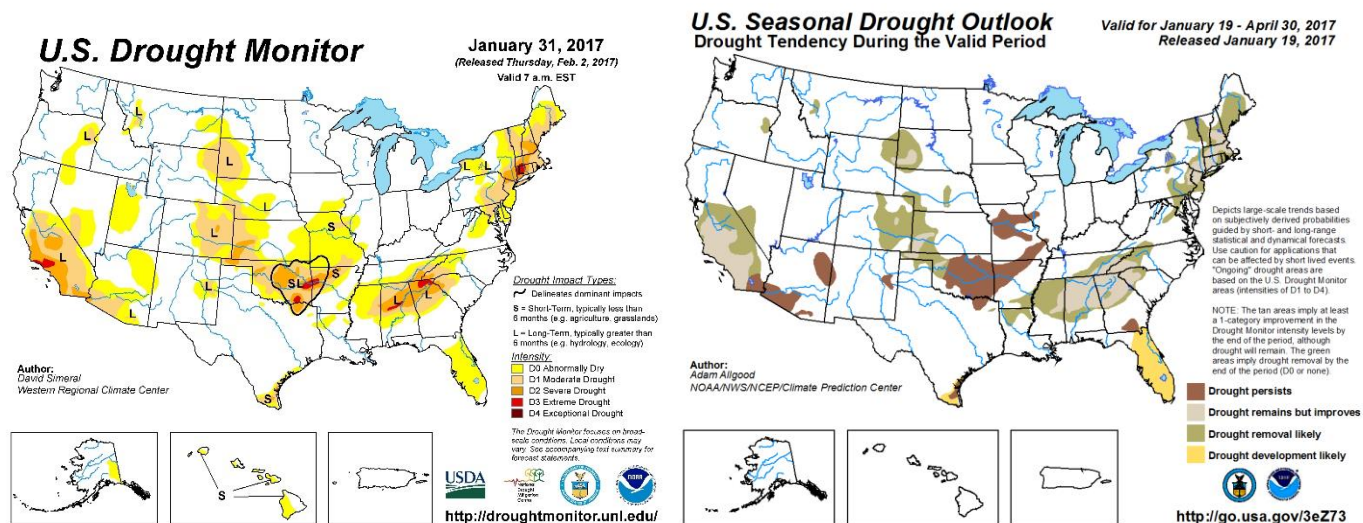 U.S. Drought Monitor
January 31, 2017
(Released Thursday, Feb. 2, 2017)
Valid 7 a.m. EST
L
L
L
L
L
L
L
S
L
L
SL
S
L
L
L
L
S
Drought Impact Types:
Delineates dominant impacts
S = Short-Term, typically less than
6 months (e.g. agriculture, grasslands)
L = Long-Term, typically greater than
6 months (e.g. hydrology, ecology)
Intensity:
D0 Abnormally Dry
D1 Moderate Drought
D2 Severe Drought
D3 Extreme Drought
D4 Exceptional Drought
Author:
David Simeral
Western Regional Climate Center
The Drought Monitor focuses on broad-
scale conditions. Local conditions may
vary. See accompanying text summary for
forecast statements.
S
USDA
National
Drought
Mitigation
Center
NOAA
http://droughtmonitor.unl.edu/
U.S. Seasonal Drought Outlook
Drought Tendency During the Valid Period
Valid for January 19 - April 30, 2017
Released January 19, 2017
Depicts large-scale trends based
on subjectively derived probabilities
guided by short- and long-range
statistical and dynamical forecasts.
Use caution for applications that
can be affected by short lived events.
"Ongoing" drought areas are
based on the U.S. Drought Monitor
areas (intensities of D1 to D4).
NOTE: The tan areas imply at least
a 1-category improvement in the
Drought Monitor intensity levels by
the end of the period, although
drought will remain. The green
areas imply drought removal by the
end of the period (D0 or none).
Author:
Adam Allgood
NOAA/NWS/NCEP/Climate Prediction Center
Drought persists
Drought remains but improves
Drought removal likely
Drought development likely
NOAA
http://go.usa.gov/3eZ73